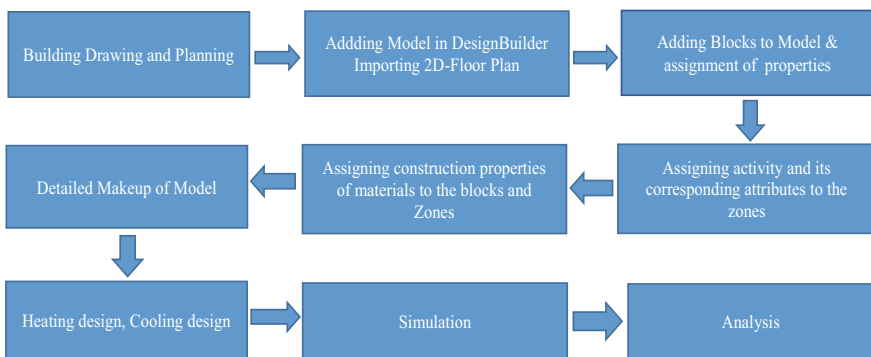 Building Drawing and Planning
Addding Model in DesignBuilder
Importing 2D-Floor Plan
Adding Blocks to Model &
assignment of properties
Assigning activity and its
corresponding attributes to the
zones
Assigning construction properties
of materials to the blocks and
Zones
Detailed Makeup of Model
Heating design, Cooling design
Simulation
Analysis